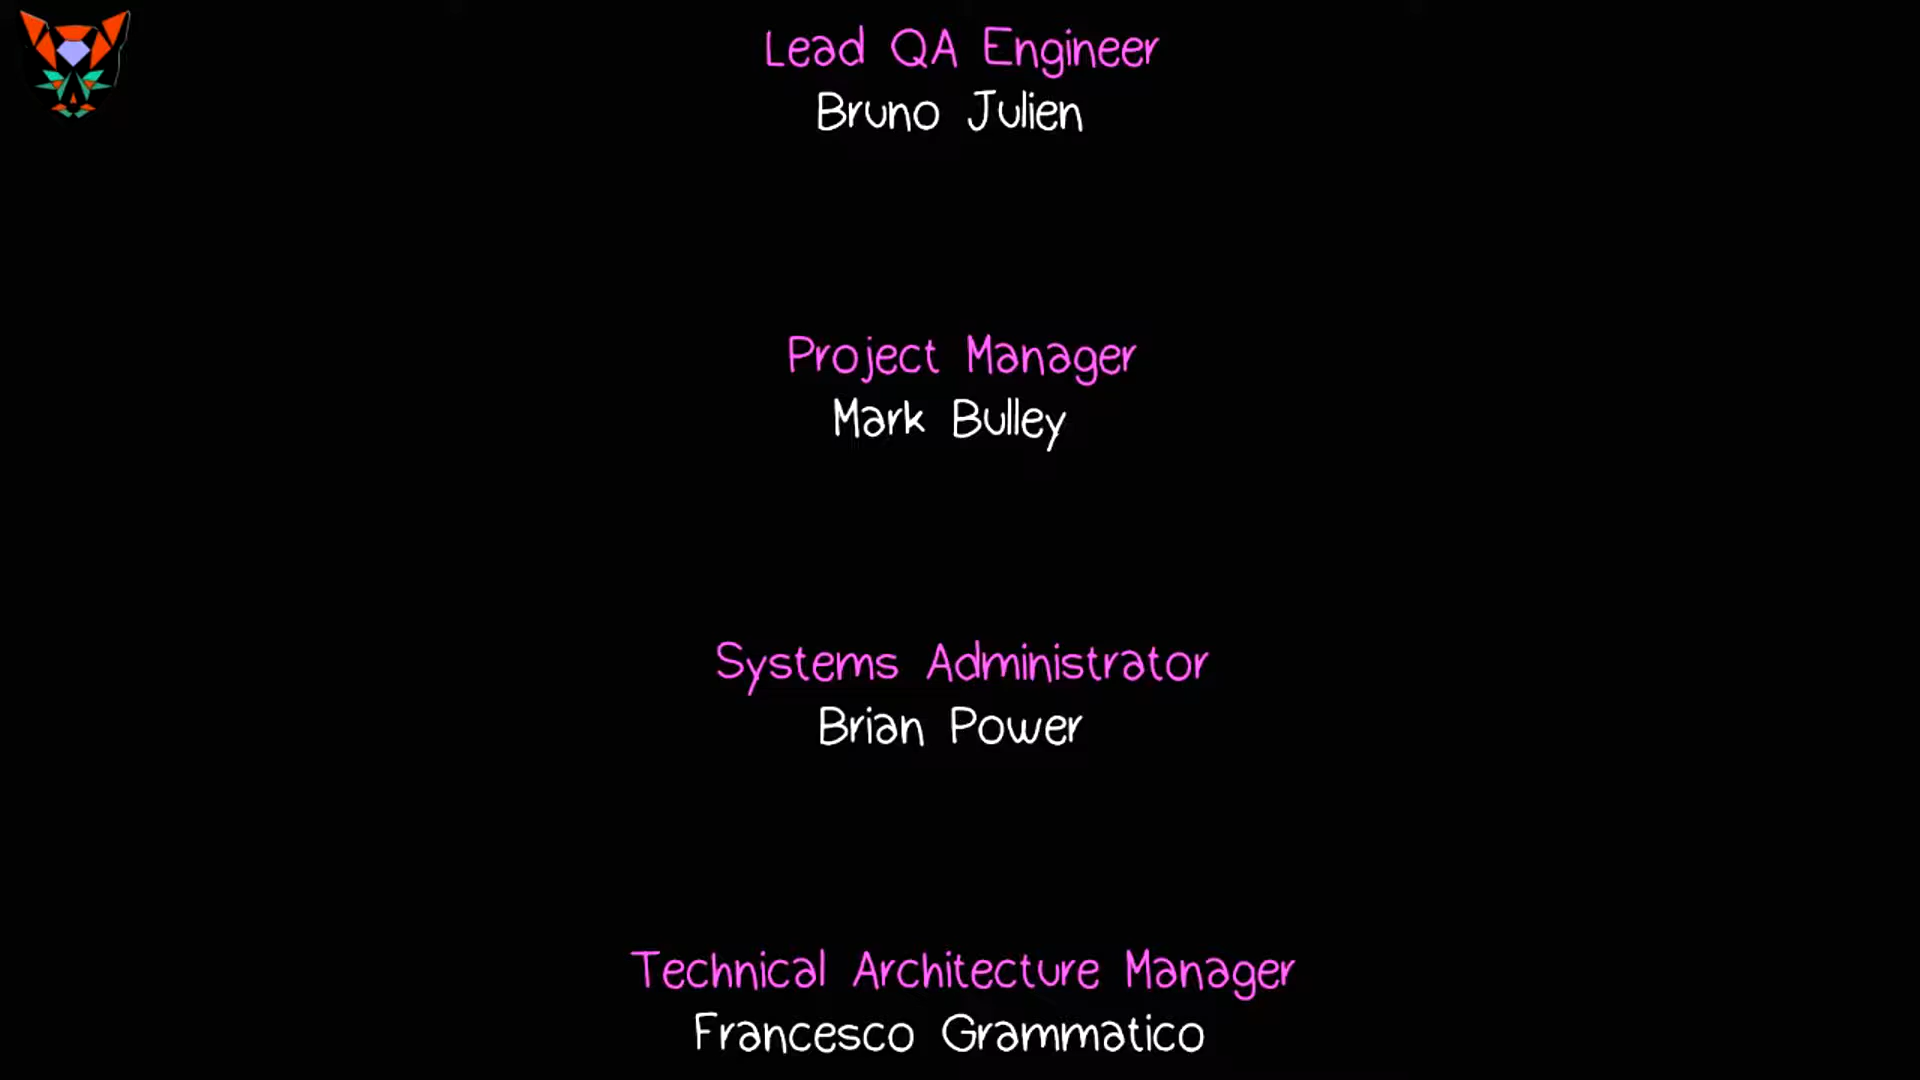 Lead QA Engineer
Bruno Julien
Project Manager
Mark Bulley
Systems Administrator
Brian Power
Technical Architecture Manager
Francesco Grammatico